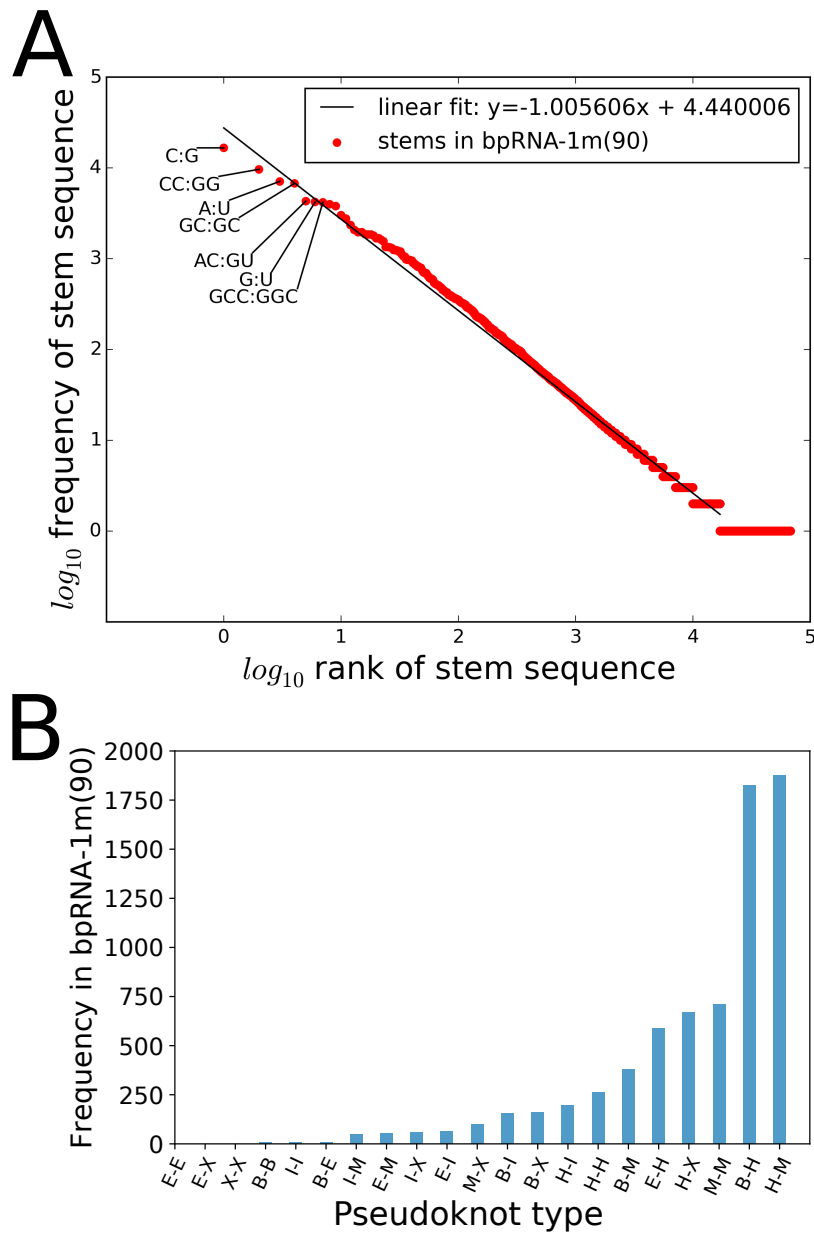 A
log10 frequency of stem sequence
5
4
3
2
1
0
linear fit: y=-1.005606x + 4.440006
stems in bpRNA-1m(90)
C:G
CC:GG
A:U
GC:GC
AC:GU
G:U
GCC:GGC
0 1 2 3 4 5
log10 rank of stem sequence
B
Frequency in bpRNA-1m(90)
2000
1750
1500
1250
1000
750
500
250
0
E-E E-X X-X B-B I-I B-E I-M E-M I-X E-I M-X B-I B-X H-I H-H B-M E-H H-X M-M B-H H-M
Pseudoknot type